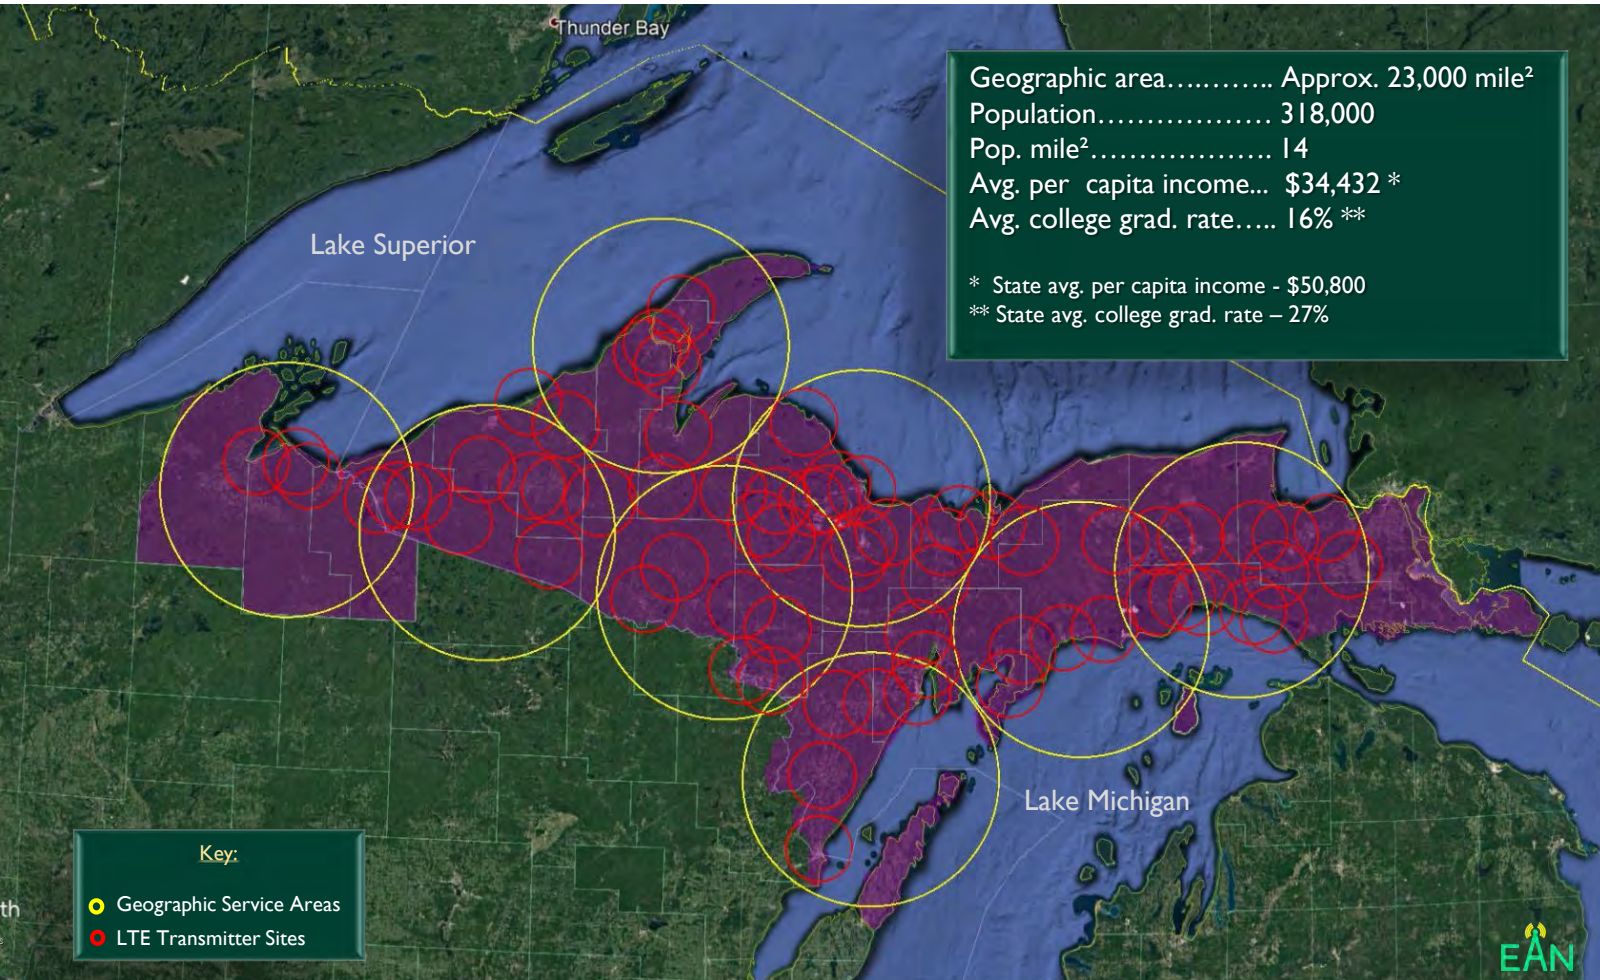 Thunder Bay
Geographic area............. Approx. 23,000 mile²
Population.................. 318,000
Pop. mile²................... 14
Avg. per capita income... $34,432 *
Avg. college grad. rate..... 16% **
* State avg. per capita income - $50,800
** State avg. college grad. rate – 27%
Lake Superior
Lake Michigan
Key:
Geographic Service Areas
LTE Transmitter Sites
th
EAN